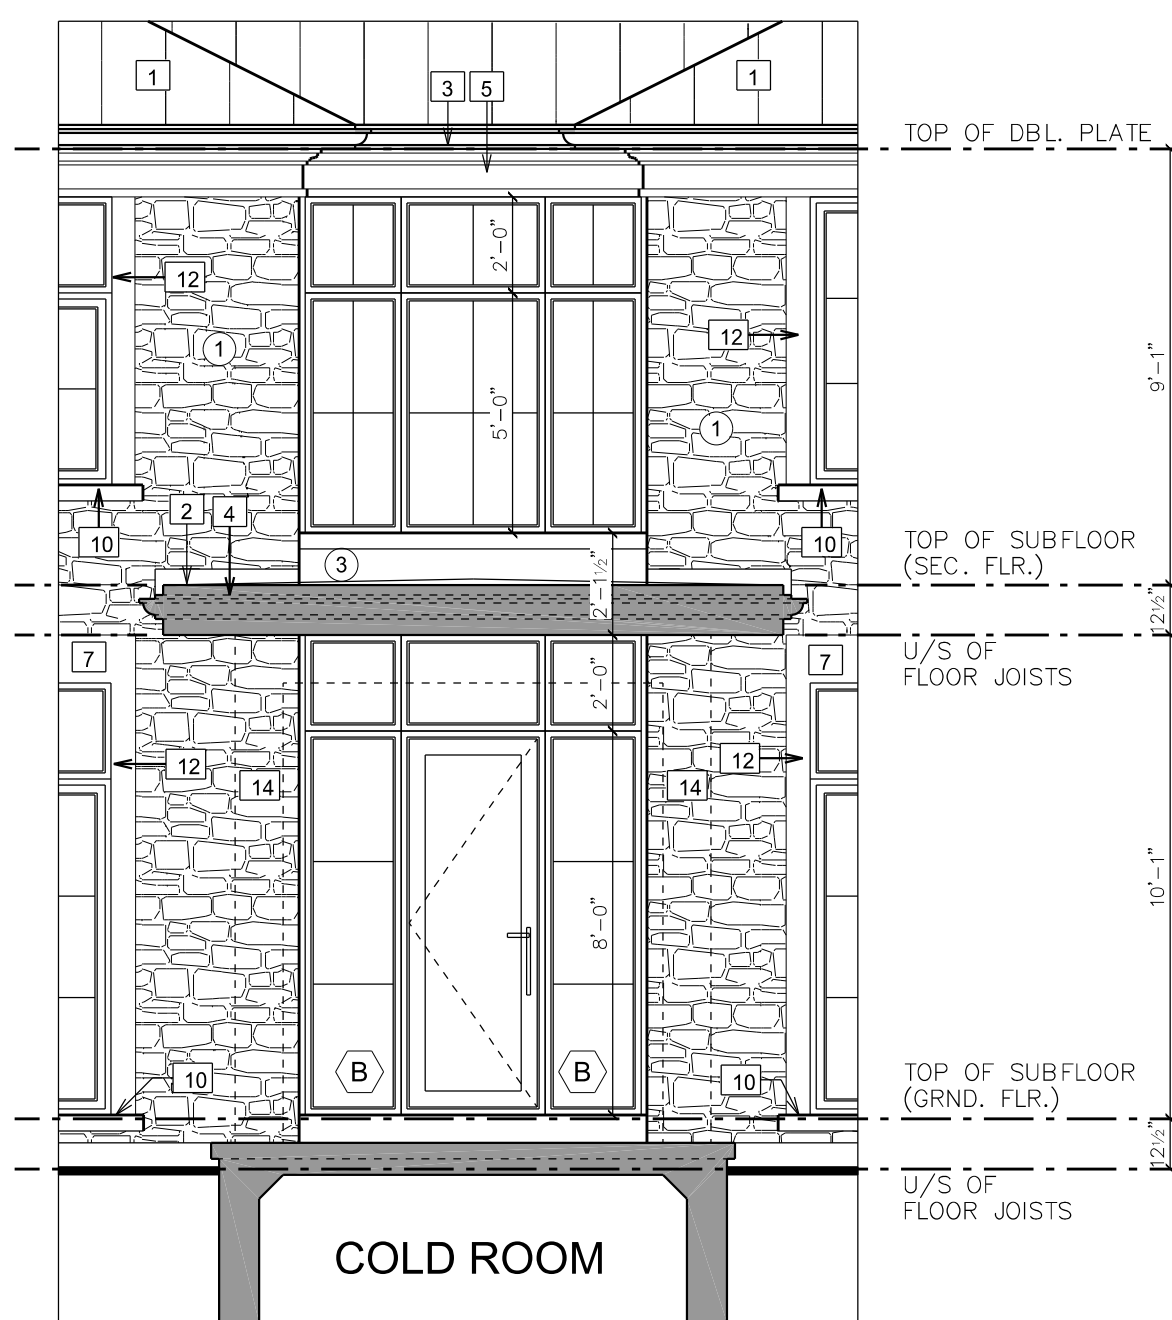 1
3
5
1
TOP OF DBL. PLATE
2'-0"
12
12
1
9'-1"
5'-0"
1
2
4
10
10
TOP OF SUBFLOOR
(SEC. FLR.)
3
2'-1½"
12½"
7
7
U/S OF
FLOOR JOISTS
2'-0"
12
12
14
14
10'-1"
8'-0"
B
B
10
10
TOP OF SUBFLOOR
(GRND. FLR.)
12½"
U/S OF
FLOOR JOISTS
COLD ROOM